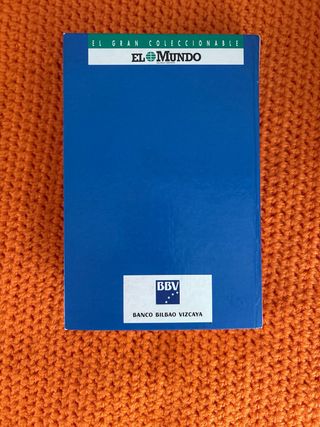 EL GRAN COLECCIONABLE
EL MUNDO
BBV
BANCO BILBAO VIZCAYA